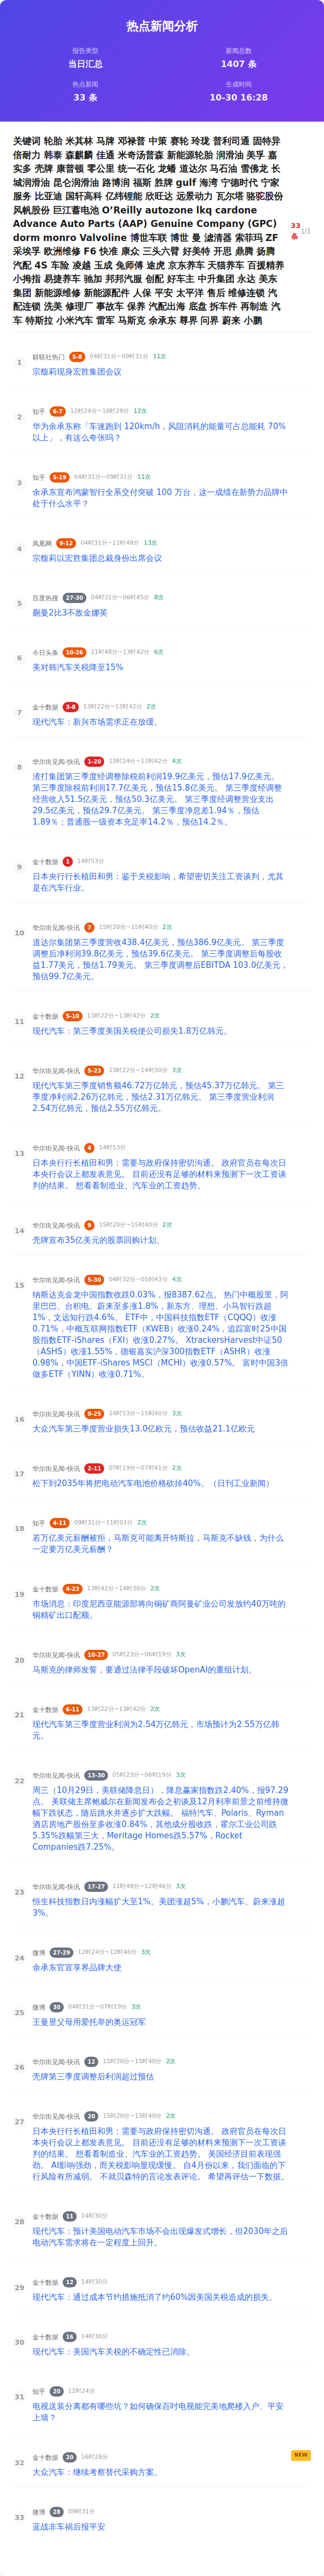 热点新闻分析
报告类型
当日汇总
新闻总数
1407 条
热点新闻
33 条
生成时间
10-30 16:28
关键词 轮胎 米其林 马牌 邓禄普 中策 赛轮 玲珑 普利司通 固特异
倍耐力 韩泰 森麒麟 佳通 米奇汤普森 新能源轮胎 润滑油 美孚 嘉
实多 壳牌 康普顿 零公里 统一石化 龙蟠 道达尔 马石油 雪佛龙 长
城润滑油 昆仑润滑油 路博润 福斯 胜牌 gulf 海湾 宁德时代 宁家
服务 比亚迪 国轩高科 亿纬锂能 欣旺达 远景动力 瓦尔塔 骆驼股份
风帆股份 巨江蓄电池 O’Reilly autozone lkq cardone
Advance Auto Parts (AAP) Genuine Company (GPC)
dorm monro Valvoline 博世车联 博世 曼 滤清器 索菲玛 ZF
采埃孚 欧洲维修 F6 快准 康众 三头六臂 好美特 开思 鼎腾 扬腾
汽配 4S 车险 凌越 玉成 兔师傅 途虎 京东养车 天猫养车 百援精养
小拇指 易捷养车 驰加 邦邦汽服 创配 好车主 中升集团 永达 美东
集团 新能源维修 新能源配件 人保 平安 太平洋 售后 维修连锁 汽
配连锁 洗美 修理厂 事故车 保养 汽配出海 底盘 拆车件 再制造 汽
车 特斯拉 小米汽车 雷军 马斯克 余承东 尊界 问界 蔚来 小鹏
33
条
1/1
1
财联社热门 5-8 04时31分~09时31分 11次
宗馥莉现身宏胜集团会议
2
知乎 6-7 12时24分~16时28分 12次
华为余承东称「车速跑到 120km/h，风阻消耗的能量可占总能耗 70%
以上」，有这么夸张吗？
3
知乎 5-19 04时31分~09时31分 11次
余承东宣布鸿蒙智行全系交付突破 100 万台，这一成绩在新势力品牌中
处于什么水平？
4
凤凰网 9-12 04时31分~11时48分 13次
宗馥莉以宏胜集团总裁身份出席会议
5
百度热搜 27-30 04时31分~06时45分 8次
蒯曼2比3不敌金娜英
6
今日头条 10-26 11时48分~13时42分 6次
美对韩汽车关税降至15%
7
金十数据 3-8 13时22分~13时42分 2次
现代汽车：新兴市场需求正在放缓。
8
华尔街见闻-快讯 1-20 12时24分~13时42分 4次
渣打集团第三季度经调整除税前利润19.9亿美元，预估17.9亿美元。
第三季度除税前利润17.7亿美元，预估15.8亿美元。 第三季度经调整
经营收入51.5亿美元，预估50.3亿美元。 第三季度经调整营业支出
29.5亿美元，预估29.7亿美元。 第三季度净息差1.94％，预估
1.89％；普通股一级资本充足率14.2％，预估14.2％。
9
金十数据 1 14时53分
日本央行行长植田和男：鉴于关税影响，希望密切关注工资谈判，尤其
是在汽车行业。
10
华尔街见闻-快讯 7 15时20分~15时40分 2次
道达尔集团第三季度营收438.4亿美元，预估386.9亿美元。 第三季度
调整后净利润39.8亿美元，预估39.6亿美元。 第三季度调整后每股收
益1.77美元，预估1.79美元。 第三季度调整后EBITDA 103.0亿美元，
预估99.7亿美元。
11
金十数据 5-10 13时22分~13时42分 2次
现代汽车：第三季度美国关税使公司损失1.8万亿韩元。
12
华尔街见闻-快讯 5-23 13时22分~14时30分 3次
现代汽车第三季度销售额46.72万亿韩元，预估45.37万亿韩元。 第三
季度净利润2.26万亿韩元，预估2.31万亿韩元。 第三季度营业利润
2.54万亿韩元，预估2.55万亿韩元。
13
华尔街见闻-快讯 4 14时53分
日本央行行长植田和男：需要与政府保持密切沟通。 政府官员在每次日
本央行会议上都发表意见。 目前还没有足够的材料来预测下一次工资谈
判的结果。 想看看制造业、汽车业的工资趋势。
14
华尔街见闻-快讯 9 15时20分~15时40分 2次
壳牌宣布35亿美元的股票回购计划。
15
华尔街见闻-快讯 5-30 04时32分~05时43分 4次
纳斯达克金龙中国指数收跌0.03%，报8387.62点。 热门中概股里，阿
里巴巴、台积电、蔚来至多涨1.8%，新东方、理想、小马智行跌超
1%，文远知行跌4.6%。 ETF中，中国科技指数ETF（CQQQ）收涨
0.71%，中概互联网指数ETF（KWEB）收涨0.24%，追踪富时25中国
股指数ETF-iShares（FXI）收涨0.27%。 XtrackersHarvest中证50
（ASHS）收涨1.55%，德银嘉实沪深300指数ETF（ASHR）收涨
0.98%，中国ETF-iShares MSCI（MCHI）收涨0.57%。 富时中国3倍
做多ETF（YINN）收涨0.71%。
16
华尔街见闻-快讯 9-25 14时53分~15时40分 3次
大众汽车第三季度营业损失13.0亿欧元，预估收益21.1亿欧元
17
华尔街见闻-快讯 2-11 07时19分~07时41分 2次
松下到2035年将把电动汽车电池价格砍掉40%。（日刊工业新闻）
18
知乎 4-11 09时31分~11时01分 2次
若万亿美元薪酬被拒，马斯克可能离开特斯拉，马斯克不缺钱，为什么
一定要万亿美元薪酬？
19
金十数据 4-23 13时42分~14时30分 2次
市场消息：印度尼西亚能源部将向铜矿商阿曼矿业公司发放约40万吨的
铜精矿出口配额。
20
华尔街见闻-快讯 10-27 05时23分~06时19分 3次
马斯克的律师发誓，要通过法律手段破坏OpenAI的重组计划。
21
金十数据 6-11 13时22分~13时42分 2次
现代汽车第三季度营业利润为2.54万亿韩元，市场预计为2.55万亿韩
元。
22
华尔街见闻-快讯 13-30 05时23分~06时19分 3次
周三（10月29日，美联储降息日），降息赢家指数跌2.40%，报97.29
点。 美联储主席鲍威尔在新闻发布会之初谈及12月利率前景之前维持微
幅下跌状态，随后跳水并逐步扩大跌幅。 福特汽车、Polaris、Ryman
酒店房地产股份至多收涨0.84%，其他成分股收跌，霍尔工业公司跌
5.35%跌幅第三大，Meritage Homes跌5.57%，Rocket
Companies跌7.25%。
23
华尔街见闻-快讯 17-27 11时48分~12时46分 3次
恒生科技指数日内涨幅扩大至1%。美团涨超5%，小鹏汽车、蔚来涨超
3%。
24
微博 27-29 12时24分~12时46分 3次
余承东官宣享界品牌大使
25
微博 30 04时31分~07时19分 3次
王曼昱父母用爱托举的奥运冠军
26
华尔街见闻-快讯 12 15时20分~15时40分 2次
壳牌第三季度调整后利润超过预估
27
华尔街见闻-快讯 20 15时20分~15时40分 2次
日本央行行长植田和男：需要与政府保持密切沟通。 政府官员在每次日
本央行会议上都发表意见。 目前还没有足够的材料来预测下一次工资谈
判的结果。 想看看制造业、汽车业的工资趋势。 美国经济目前表现强
劲。 AI影响强劲，而关税影响显现缓慢。 自4月份以来，我们面临的下
行风险有所减弱。 不就贝森特的言论发表评论。 希望再评估一下数据。
28
金十数据 11 14时30分
现代汽车：预计美国电动汽车市场不会出现爆发式增长，但2030年之后
电动汽车需求将在一定程度上回升。
29
金十数据 12 14时30分
现代汽车：通过成本节约措施抵消了约60%因美国关税造成的损失。
30
金十数据 16 14时30分
现代汽车：美国汽车关税的不确定性已消除。
31
知乎 20 12时24分
电视送装分离都有哪些坑？如何确保百吋电视能完美地爬楼入户、平安
上墙？
32
金十数据 20 16时28分
NEW
大众汽车：继续考察替代采购方案。
33
微博 28 09时31分
蓝战非车祸后报平安